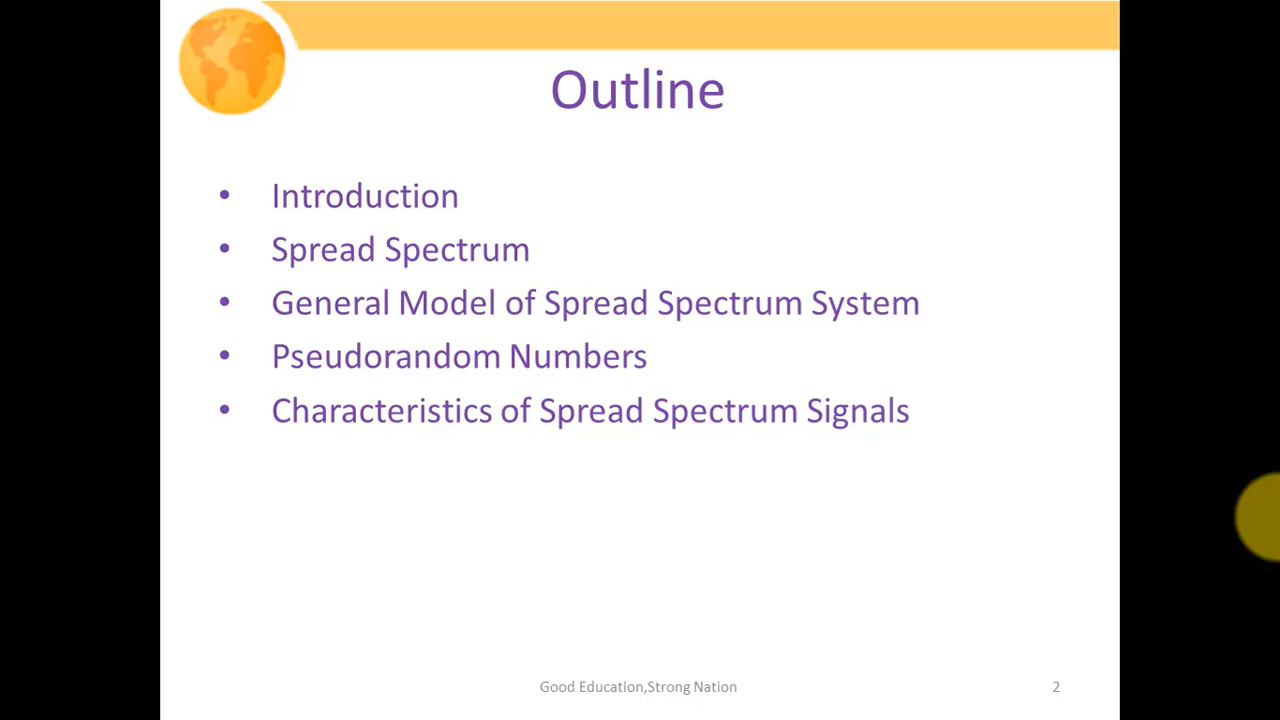 Outline
• Introduction
• Spread Spectrum
• General Model of Spread Spectrum System
• Pseudorandom Numbers
• Characteristics of Spread Spectrum Signals
Good Education,Strong Nation
2